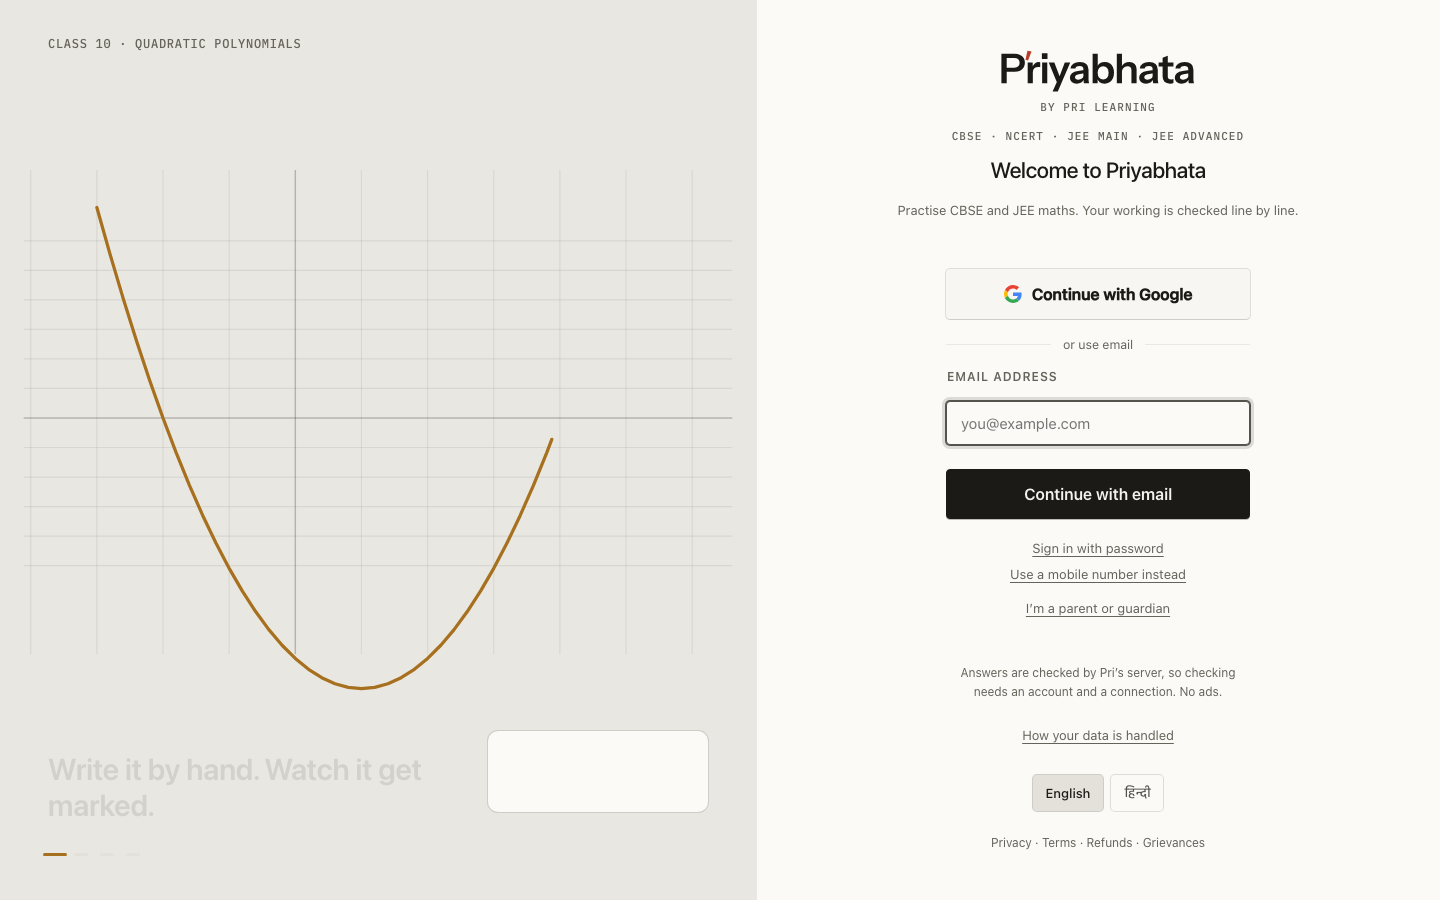 CLASS 10 · QUADRATIC POLYNOMIALS
Write it by hand. Watch it get
marked.
Priyabhata
BY PRI LEARNING
CBSE · NCERT · JEE MAIN · JEE ADVANCED
Welcome to Priyabhata
Practise CBSE and JEE maths. Your working is checked line by line.
Continue with Google
or use email
EMAIL ADDRESS
you@example.com
Continue with email
Sign in with password
Use a mobile number instead
I'm a parent or guardian
Answers are checked by Pri's server, so checking
needs an account and a connection. No ads.
How your data is handled
English हिन्दी
Privacy · Terms · Refunds · Grievances